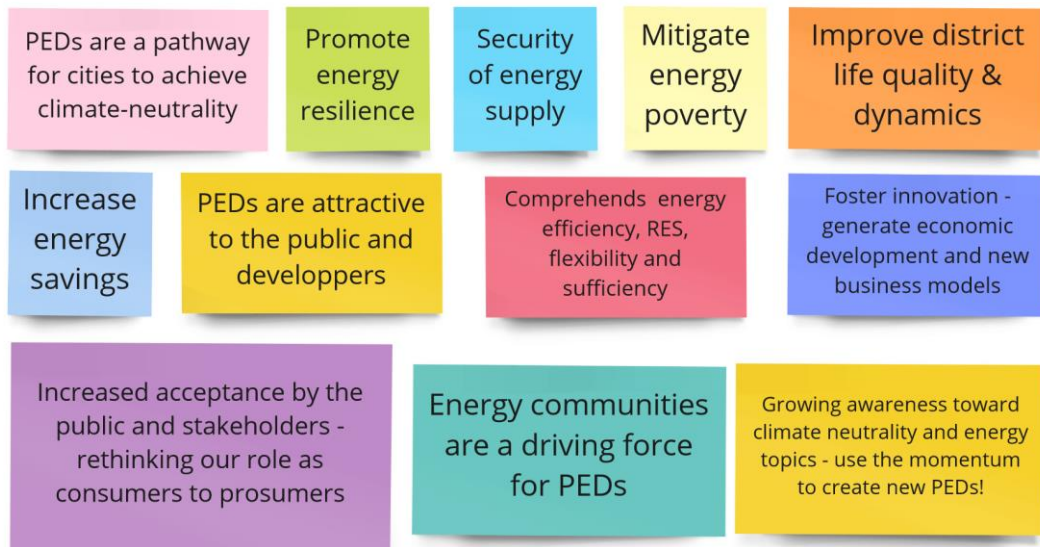 PEDs are a pathway
for cities to achieve
climate-neutrality
Promote
energy
resilience
Security
of energy
supply
Mitigate
energy
poverty
Improve district
life quality &
dynamics
Increase
energy
savings
PEDs are attractive
to the public and
developpers
Comprehends energy
efficiency, RES,
flexibility and
sufficiency
Foster innovation -
generate economic
development and new
business models
Increased acceptance by the
public and stakeholders -
rethinking our role as
consumers to prosumers
Energy communities
are a driving force
for PEDs
Growing awareness toward
climate neutrality and energy
topics - use the momentum
to create new PEDs!